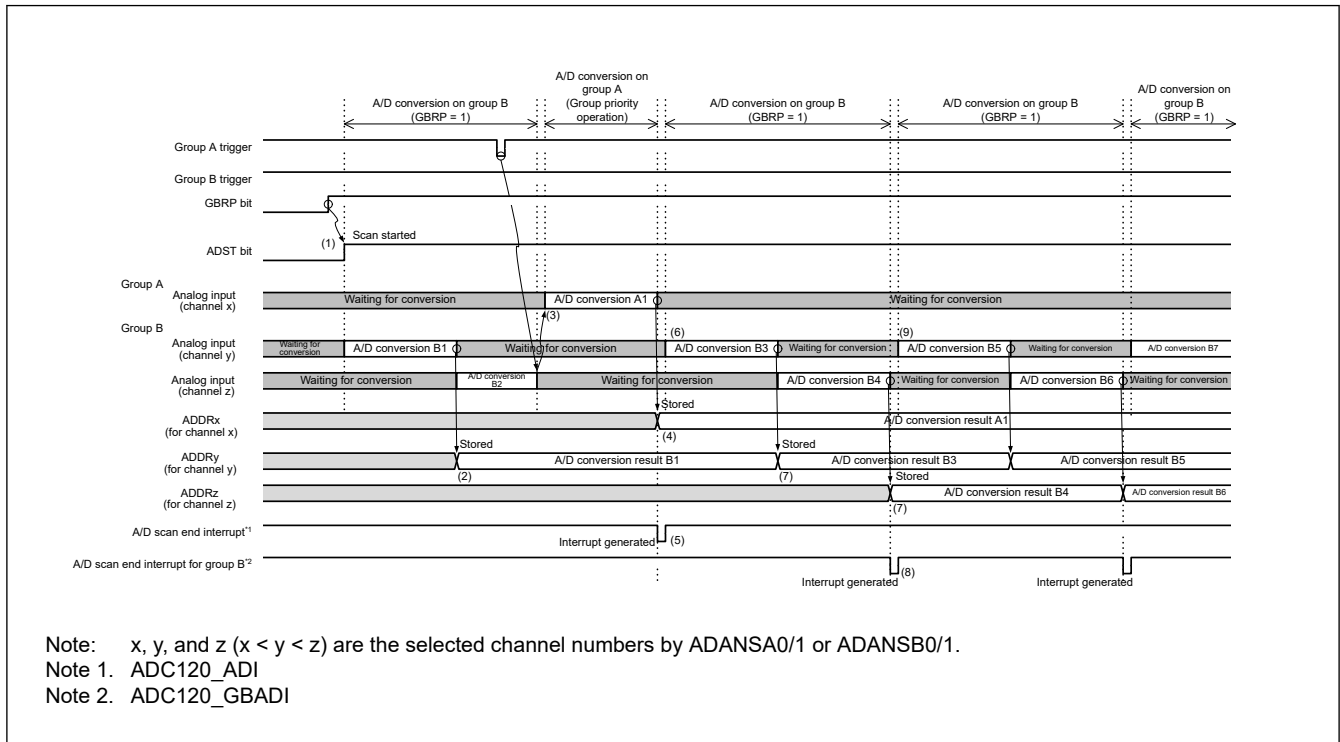 A/D conversion on group B
(GBRP = 1)
A/D conversion on
group A
(Group priority
operation)
A/D conversion on group B
(GBRP = 1)
A/D conversion on group B
(GBRP = 1)
A/D conversion on
group B
(GBRP = 1)
Group A trigger
Group B trigger
GBRP bit
(1)
Scan started
ADST bit
Group A
Analog input
(channel x)
Waiting for conversion
A/D conversion A1
Waiting for conversion
(3)
Group B
(6)
(9)
Analog input
(channel y)
Waiting for
conversion
A/D conversion B1
Waiting for conversion
A/D conversion B3
Waiting for conversion
A/D conversion B5
Waiting for conversion
A/D conversion B7
Analog input
(channel z)
Waiting for conversion
A/D conversion
B2
Waiting for conversion
A/D conversion B4
Waiting for conversion
A/D conversion B6
Waiting for conversion
Stored
ADDRx
(for channel x)
A/D conversion result A1
(4)
Stored
Stored
ADDRy
(for channel y)
A/D conversion result B1
A/D conversion result B3
A/D conversion result B5
(2)
(7)
Stored
ADDRz
(for channel z)
A/D conversion result B4
A/D conversion result B6
(7)
A/D scan end interrupt*1
Interrupt generated
(5)
A/D scan end interrupt for group B*2
Interrupt generated
(8)
Interrupt generated
Note: x, y, and z (x < y < z) are the selected channel numbers by ADANSA0/1 or ADANSB0/1.
Note 1. ADC120_ADI
Note 2. ADC120_GBADI